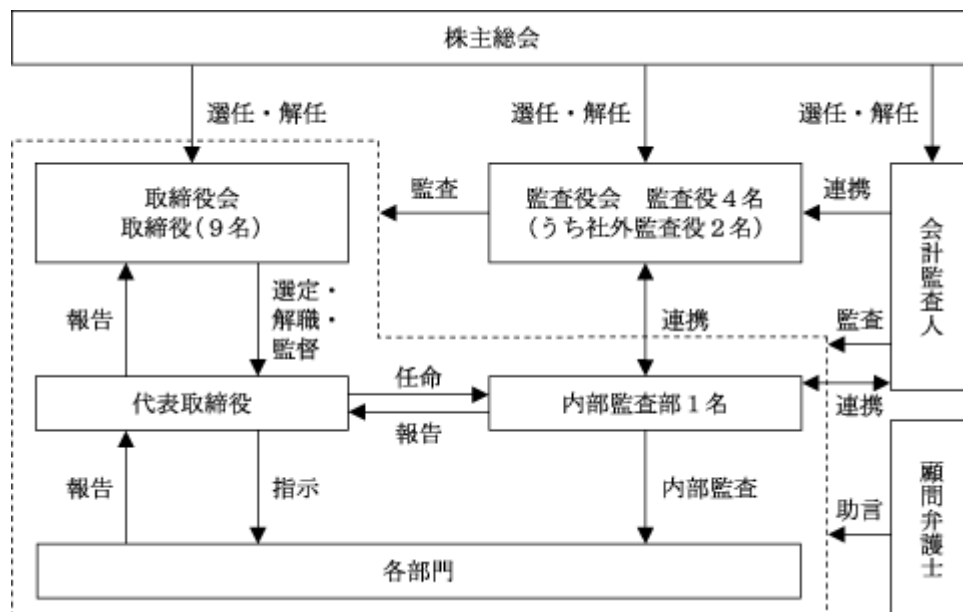 株主総会
選任・解任
選任・解任
選任・解任
取締役会
取締役(9名)
監査
監査役会　監査役4名
(うち社外監査役2名)
連携
会計監査人
報告
選定・
解職・
監督
連携
監査
代表取締役
任命
報告
内部監査部1名
連携
報告
指示
内部監査
助言
顧問弁護士
各部門